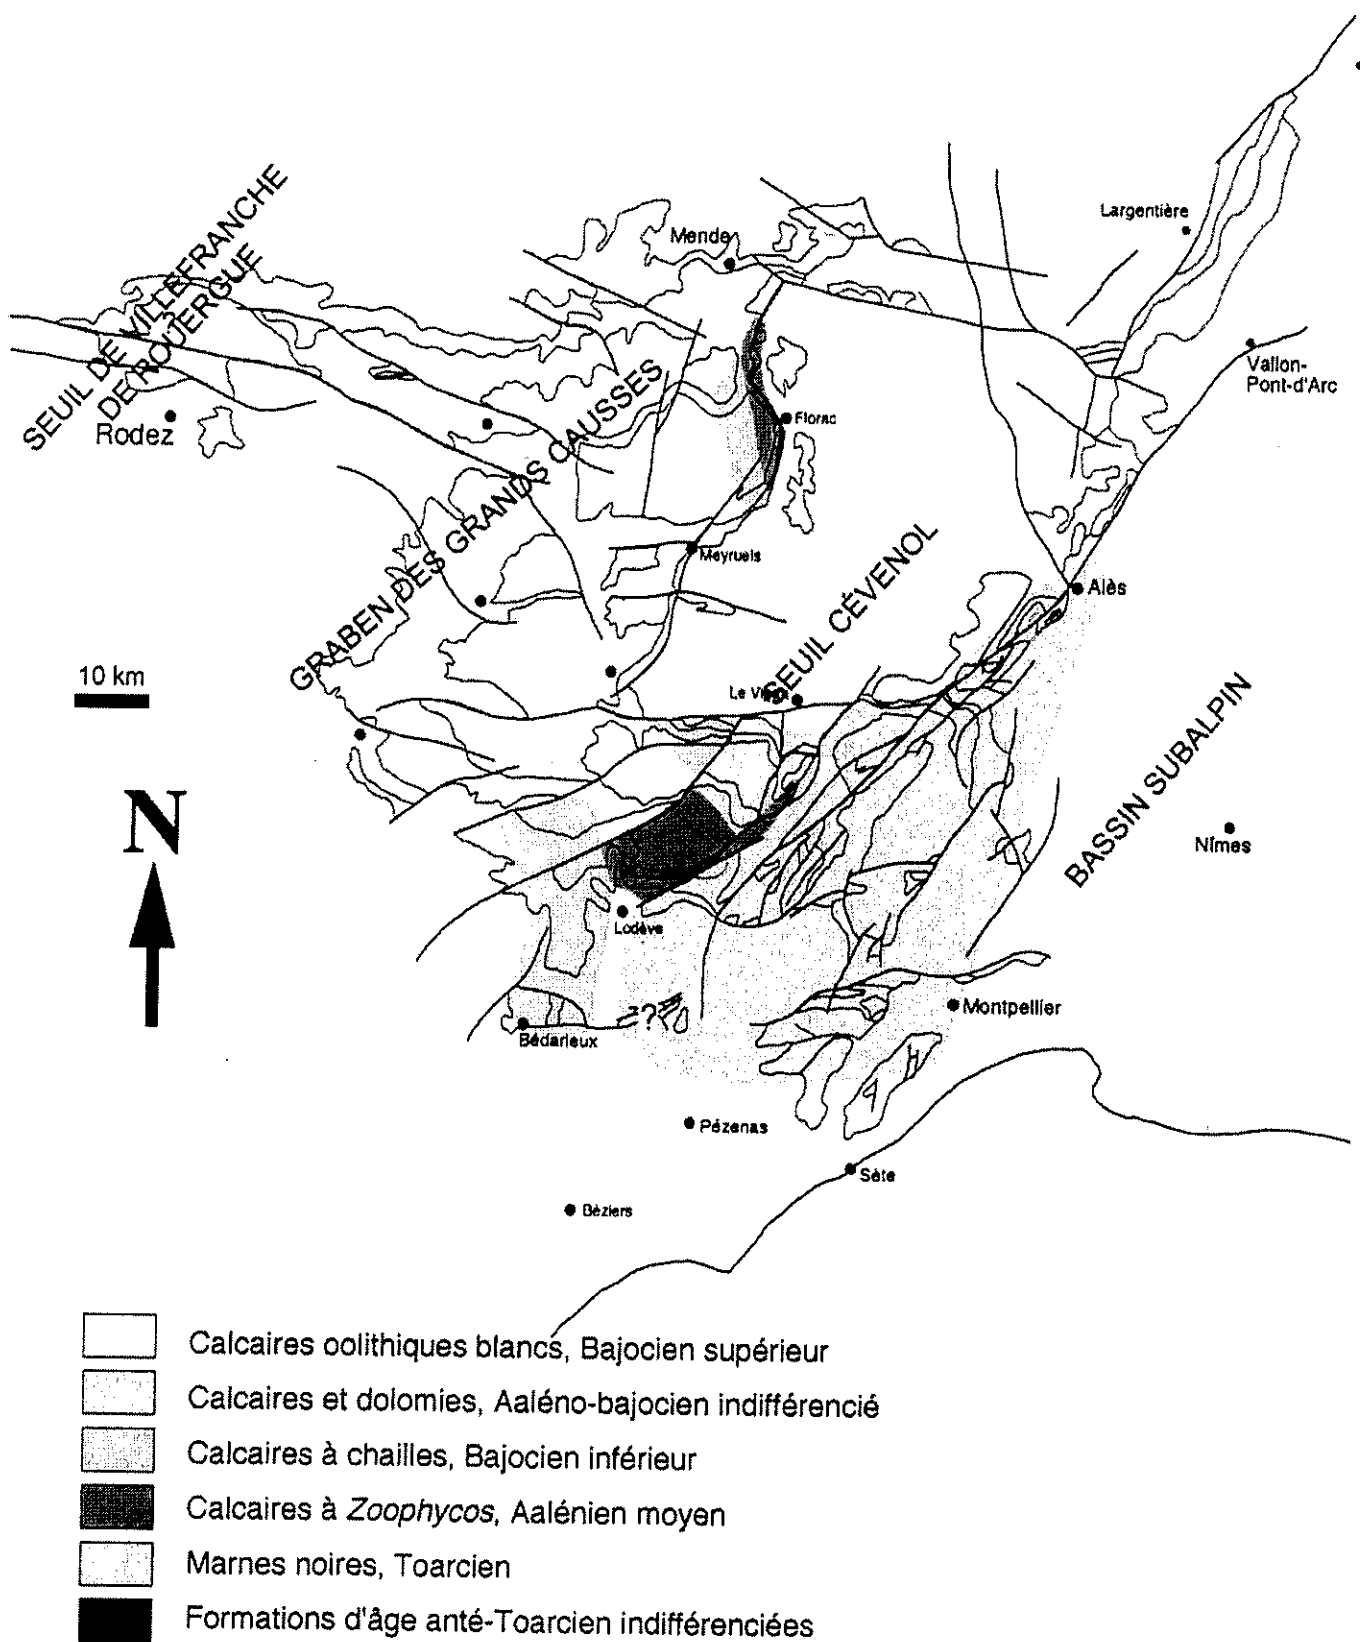 Largentière
Mende
SEUIL DE VILLEFRANCHE
DE ROUERGUE
Vallon-
Pont-d'Arc
Rodez
Florac
GRABEN DES GRANDS CAUSSES
Meyrueis
Alès
SEUIL CÉVENOL
10 km
Le Vigan
BASSIN SUBALPIN
N
Nîmes
Lodève
?
Montpellier
Bédarieux
Pézenas
Sète
Béziers
Calcaires oolithiques blancs, Bajocien supérieur
Calcaires et dolomies, Aaléno-bajocien indifférencié
Calcaires à chailles, Bajocien inférieur
Calcaires à Zoophycos, Aalénien moyen
Marnes noires, Toarcien
Formations d'âge anté-Toarcien indifférenciées